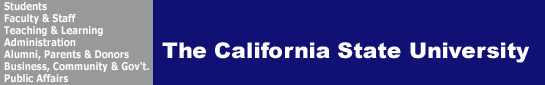 Students
Faculty & Staff
Teaching & Learning
Administration
Alumni, Parents & Donors
Business, Community & Gov't.
Public Affairs
The California State University